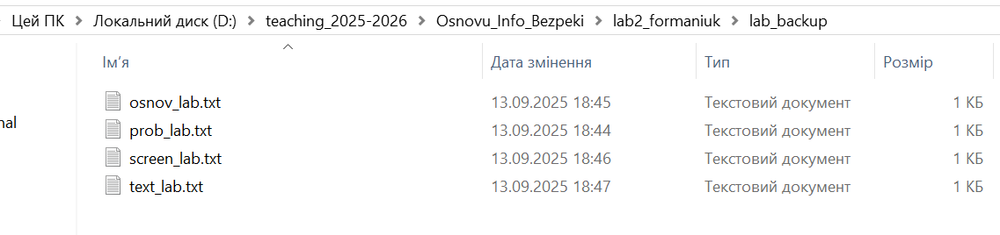 Цей ПК > Локальний диск (D:) > teaching_2025-2026 > Osnovu_Info_Bezpeki > lab2_formaniuk > lab_backup
Ім’я Дата змінення Тип Розмір
osnov_lab.txt 13.09.2025 18:45 Текстовий документ 1 КБ
nal
prob_lab.txt 13.09.2025 18:44 Текстовий документ 1 КБ
screen_lab.txt 13.09.2025 18:46 Текстовий документ 1 КБ
text_lab.txt 13.09.2025 18:47 Текстовий документ 1 КБ